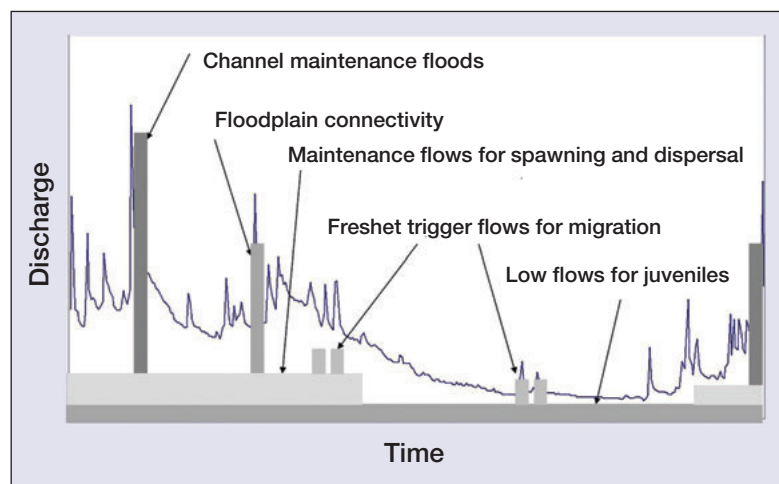 Channel maintenance floods
Floodplain connectivity
Maintenance flows for spawning and dispersal
Freshet trigger flows for migration
Low flows for juveniles
Discharge
Time